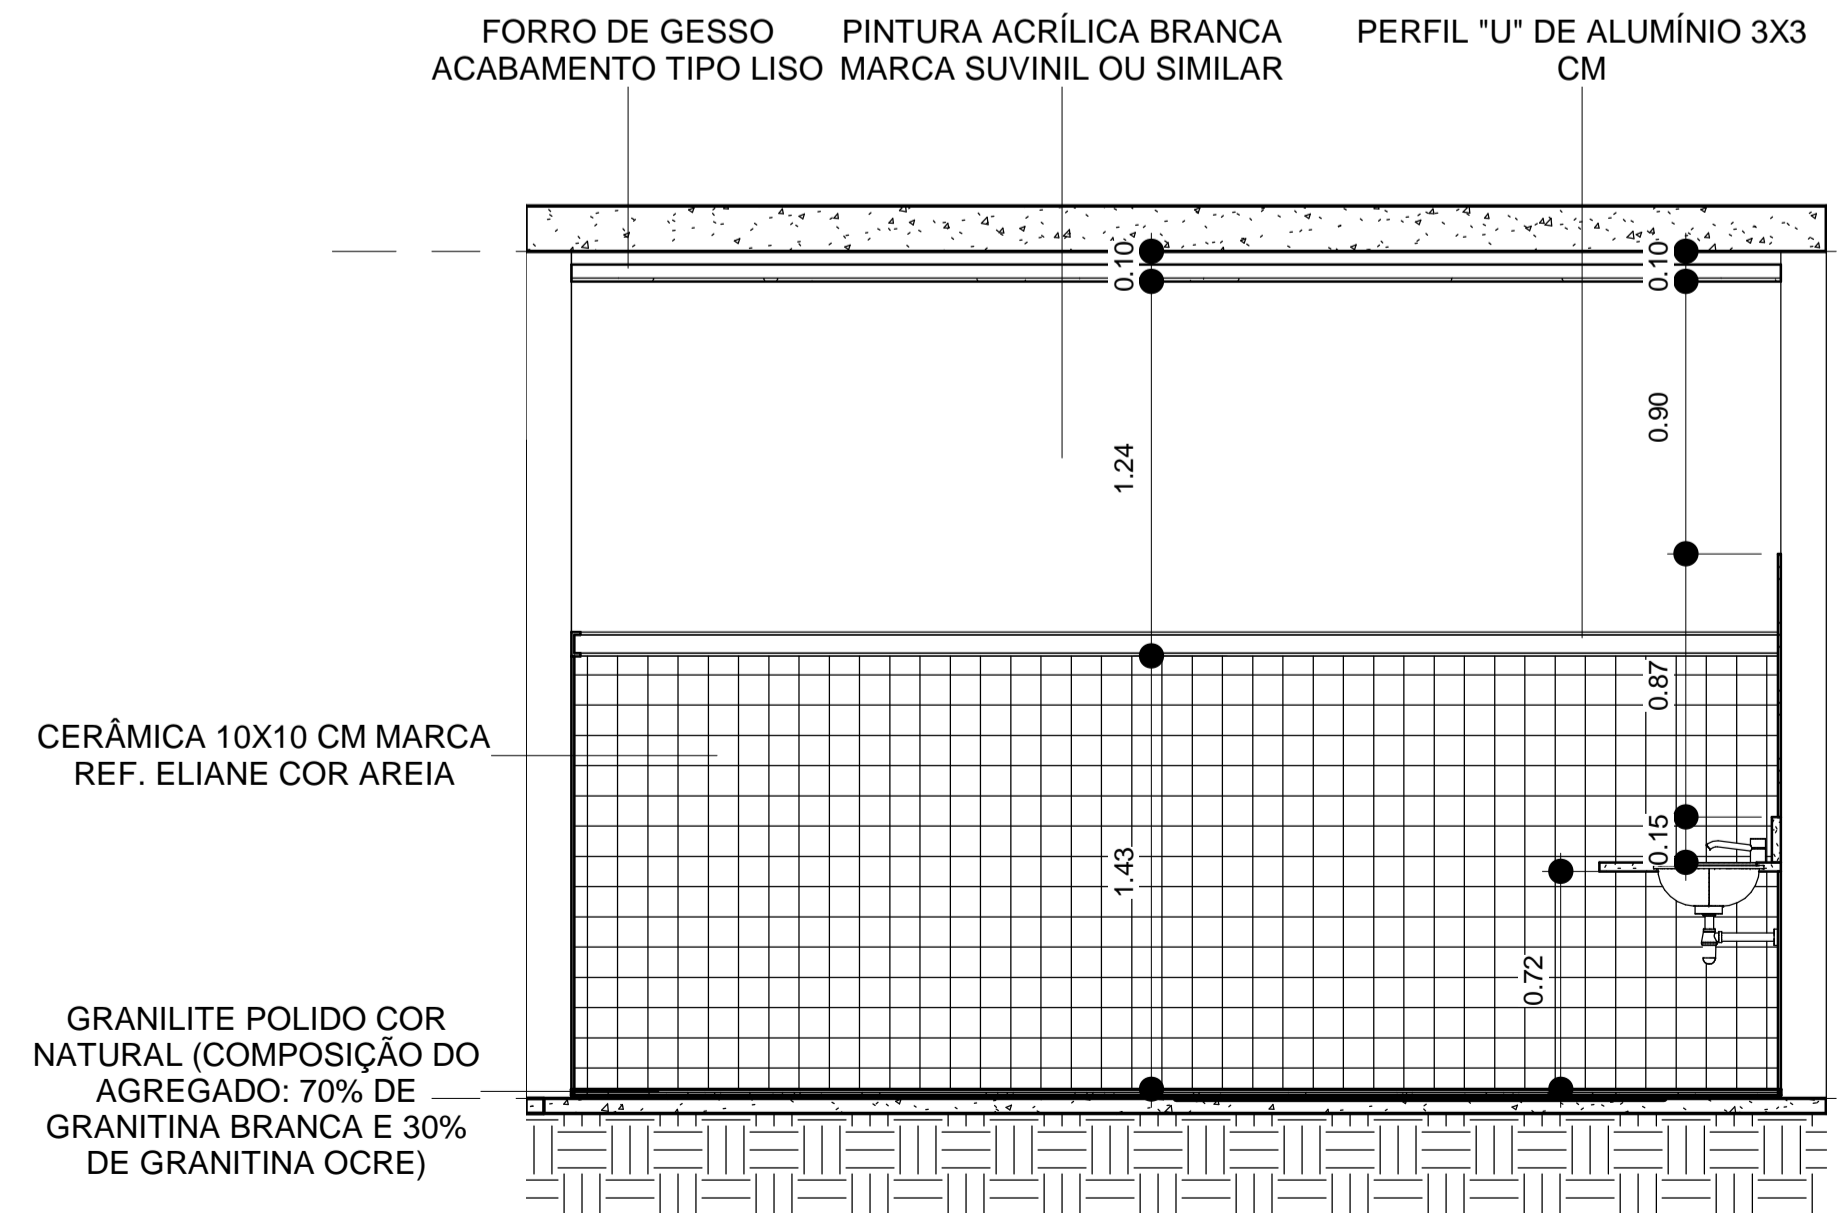 FORRO DE GESSO
ACABAMENTO TIPO LISO
PINTURA ACRÍLICA BRANCA
MARCA SUVINIL OU SIMILAR
PERFIL "U" DE ALUMÍNIO 3X3
CM
0.10
0.10
1.24
0.90
0.87
0.15
1.43
0.72
CERÂMICA 10X10 CM MARCA
REF. ELIANE COR AREIA
GRANILITE POLIDO COR
NATURAL (COMPOSIÇÃO DO
AGREGADO: 70% DE
GRANITINA BRANCA E 30%
DE GRANITINA OCRE)